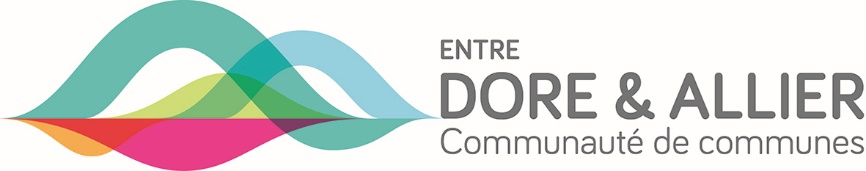 ENTRE
DORE & ALLIER
Communauté de communes